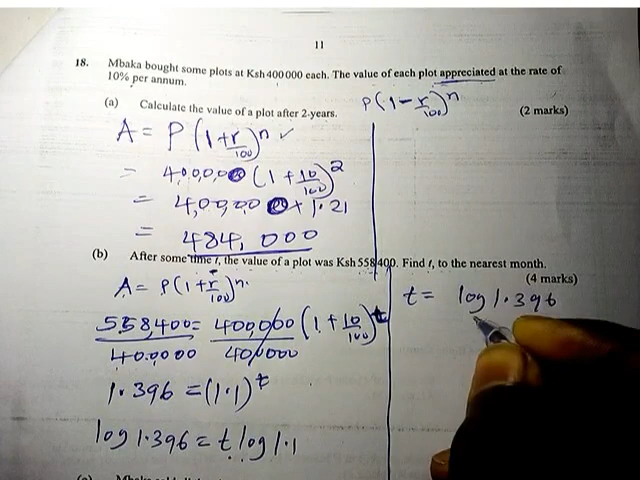 11
18. Mbaka bought some plots at Ksh 400 000 each. The value of each plot appreciated at the rate of
10% per annum.
P(1-r/100)^n
(a) Calculate the value of a plot after 2 years. (2 marks)
A = P(1+r/100)^n ✓
= 400,000(1+10/100)^2
= 400,000 × 1.21
= 484,000
(b) After some time t, the value of a plot was Ksh 558 400. Find t, to the nearest month.
(4 marks)
A = P(1+r/100)^n.
558,400 = 400,000(1+10/100)^t
400000 400000
1.396 = (1.1)^t
log 1.396 = t log 1.1
t = log 1.396